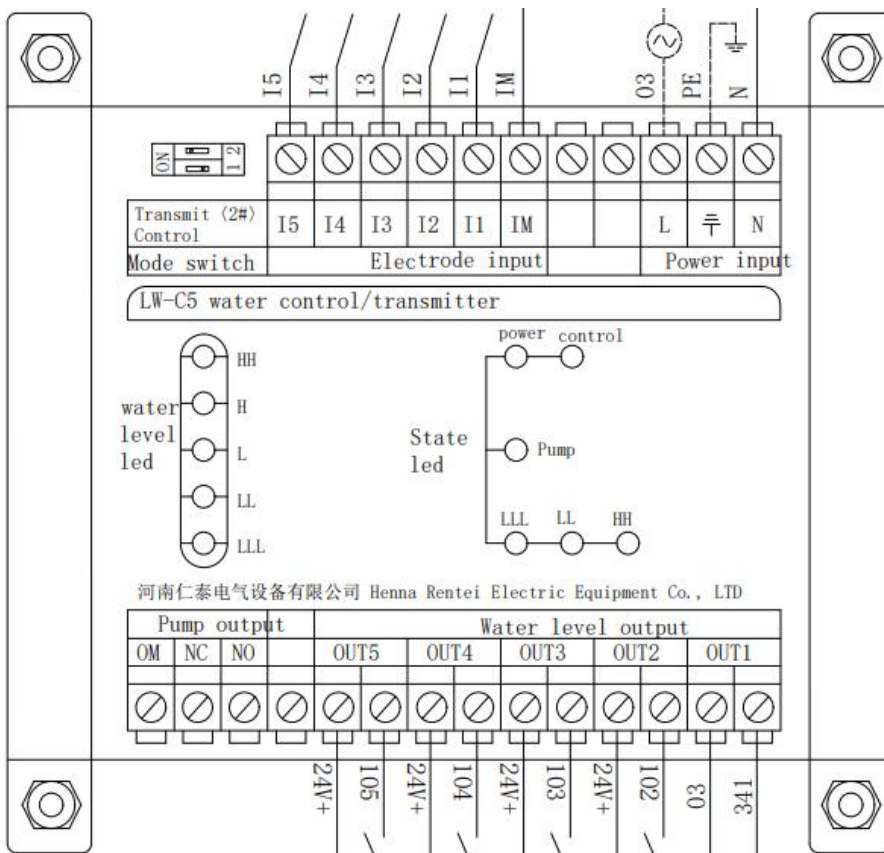 I5 I4 I3 I2 I1 IM 03 PE N
ON 1 2
Transmit (2#)
Control
I5 I4 I3 I2 I1 IM L N
Mode switch Electrode input Power input
LW-C5 water control/transmitter
power control
HH
water
level
led
H
L
LL
LLL
State
led
Pump
LLL LL HH
河南仁泰电气设备有限公司 Henna Rentei Electric Equipment Co., LTD
Pump output Water level output
OM NC NO OUT5 OUT4 OUT3 OUT2 OUT1
24V+ 105 24V+ 104 24V+ 103 24V+ 102 03 341